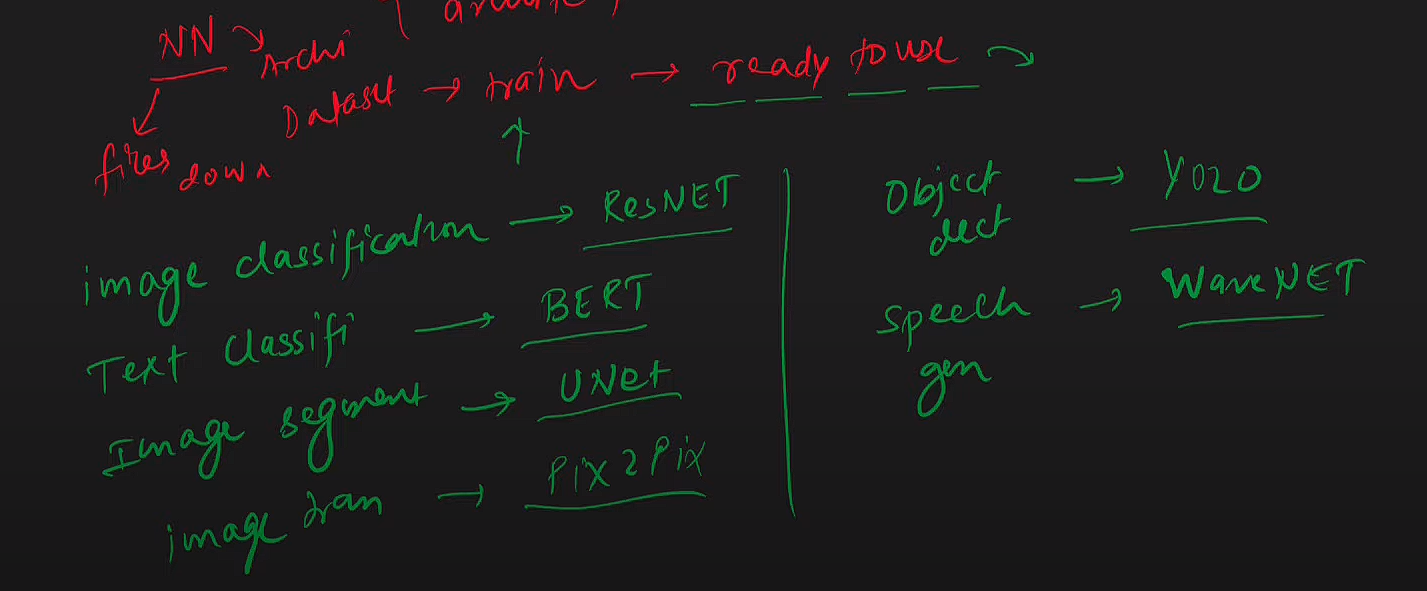 NN → Archi
Dataset → train → ready to use →
fires down
image classification → ResNET
Text classifi → BERT
Image segment → UNet
image tran → Pix2Pix
Object
dect → YOLO
Speech → WaveNET
gen